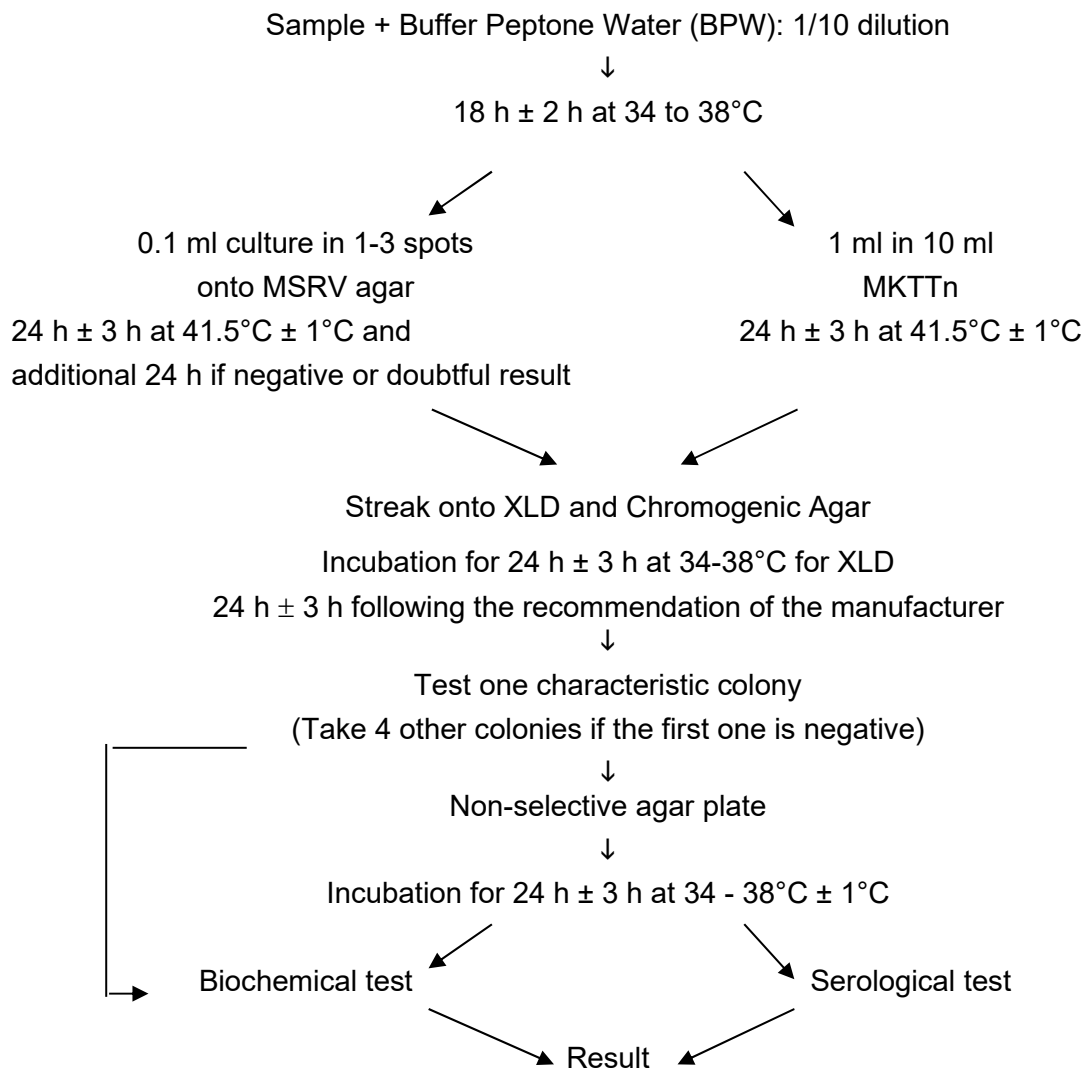 Sample + Buffer Peptone Water (BPW): 1/10 dilution
↓
18 h ± 2 h at 34 to 38°C
0.1 ml culture in 1-3 spots
onto MSRV agar
24 h ± 3 h at 41.5°C ± 1°C and
additional 24 h if negative or doubtful result
1 ml in 10 ml
MKTTn
24 h ± 3 h at 41.5°C ± 1°C
Streak onto XLD and Chromogenic Agar
Incubation for 24 h ± 3 h at 34-38°C for XLD
24 h ± 3 h following the recommendation of the manufacturer
↓
Test one characteristic colony
(Take 4 other colonies if the first one is negative)
↓
Non-selective agar plate
↓
Incubation for 24 h ± 3 h at 34 - 38°C ± 1°C
Biochemical test
Serological test
Result